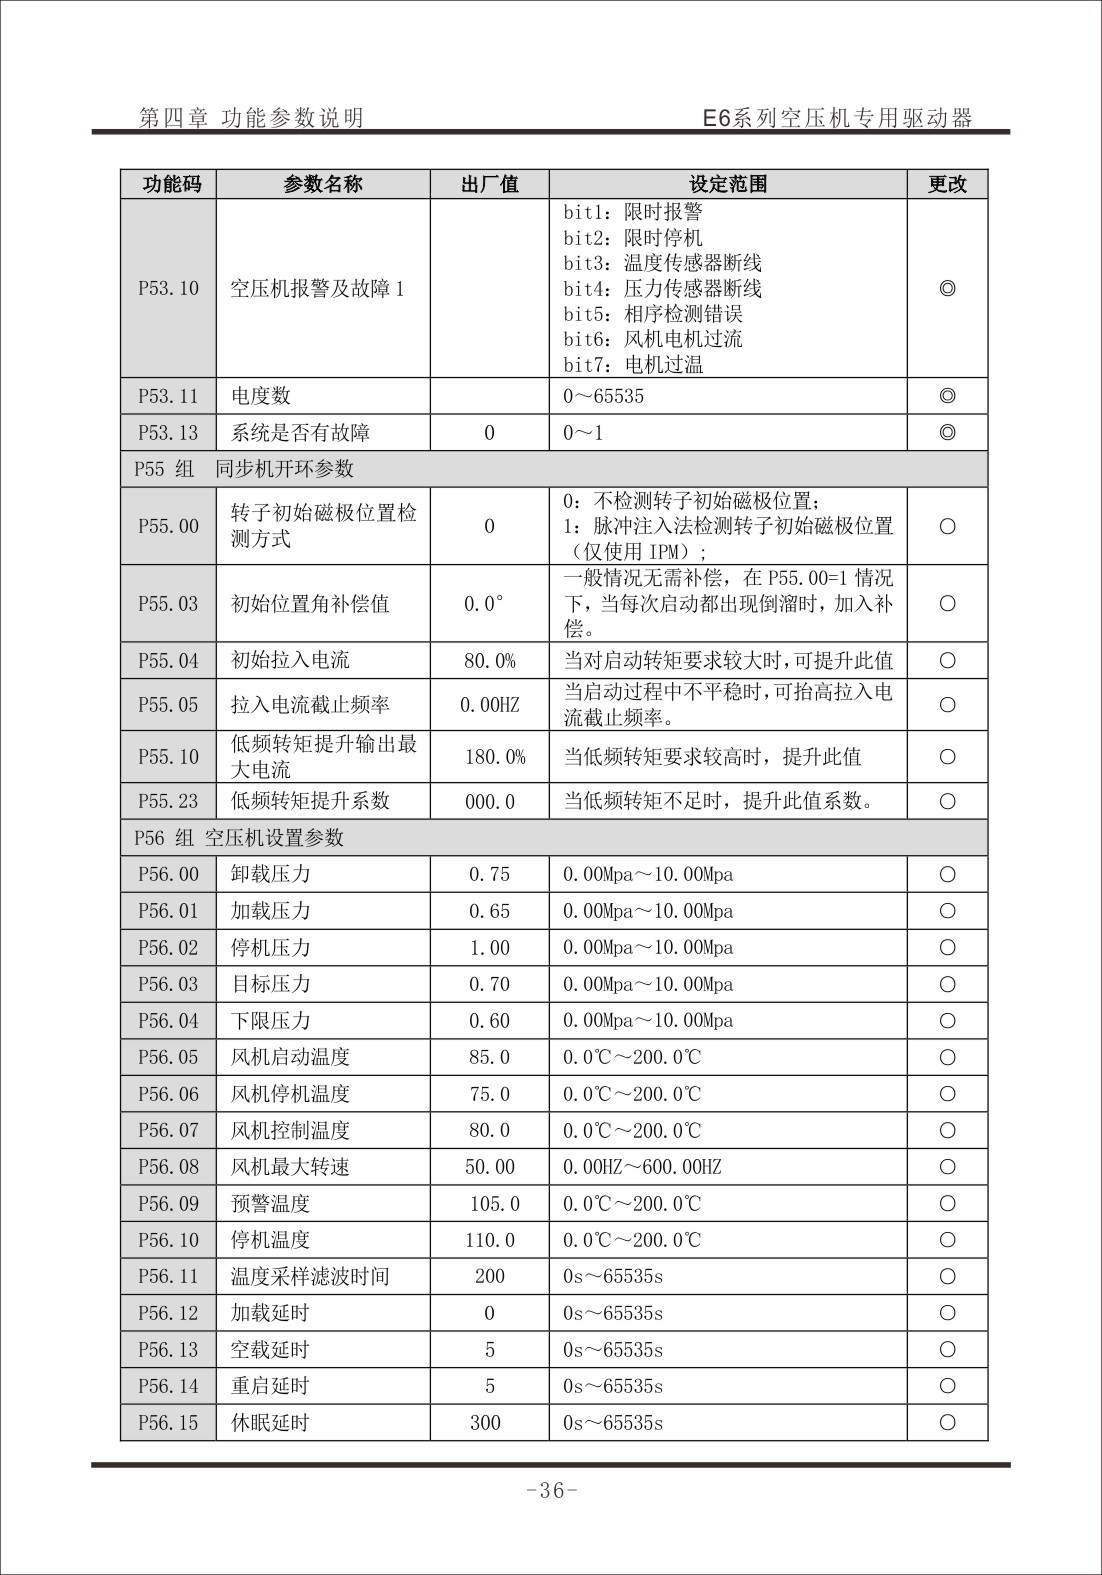 第四章 功能参数说明 E6系列空压机专用驱动器
功能码 参数名称 出厂值 设定范围 更改
P53.10 空压机报警及故障1 bit1：限时报警
bit2：限时停机
bit3：温度传感器断线
bit4：压力传感器断线
bit5：相序检测错误
bit6：风机电机过流
bit7：电机过温 ◎
P53.11 电度数 0～65535 ◎
P53.13 系统是否有故障 0 0～1 ◎
P55 组 同步机开环参数
P55.00 转子初始磁极位置检
测方式 0 0：不检测转子初始磁极位置；
1：脉冲注入法检测转子初始磁极位置
（仅使用 IPM）； ○
P55.03 初始位置角补偿值 0.0° 一般情况无需补偿，在 P55.00=1 情况
下，当每次启动都出现倒溜时，加入补
偿。 ○
P55.04 初始拉入电流 80.0% 当对启动转矩要求较大时，可提升此值 ○
P55.05 拉入电流截止频率 0.00HZ 当启动过程中不平稳时，可抬高拉入电
流截止频率。 ○
P55.10 低频转矩提升输出最
大电流 180.0% 当低频转矩要求较高时，提升此值 ○
P55.23 低频转矩提升系数 000.0 当低频转矩不足时，提升此值系数。 ○
P56 组 空压机设置参数
P56.00 卸载压力 0.75 0.00Mpa～10.00Mpa ○
P56.01 加载压力 0.65 0.00Mpa～10.00Mpa ○
P56.02 停机压力 1.00 0.00Mpa～10.00Mpa ○
P56.03 目标压力 0.70 0.00Mpa～10.00Mpa ○
P56.04 下限压力 0.60 0.00Mpa～10.00Mpa ○
P56.05 风机启动温度 85.0 0.0℃～200.0℃ ○
P56.06 风机停机温度 75.0 0.0℃～200.0℃ ○
P56.07 风机控制温度 80.0 0.0℃～200.0℃ ○
P56.08 风机最大转速 50.00 0.00HZ～600.00HZ ○
P56.09 预警温度 105.0 0.0℃～200.0℃ ○
P56.10 停机温度 110.0 0.0℃～200.0℃ ○
P56.11 温度采样滤波时间 200 0s～65535s ○
P56.12 加载延时 0 0s～65535s ○
P56.13 空载延时 5 0s～65535s ○
P56.14 重启延时 5 0s～65535s ○
P56.15 休眠延时 300 0s～65535s ○
-36-